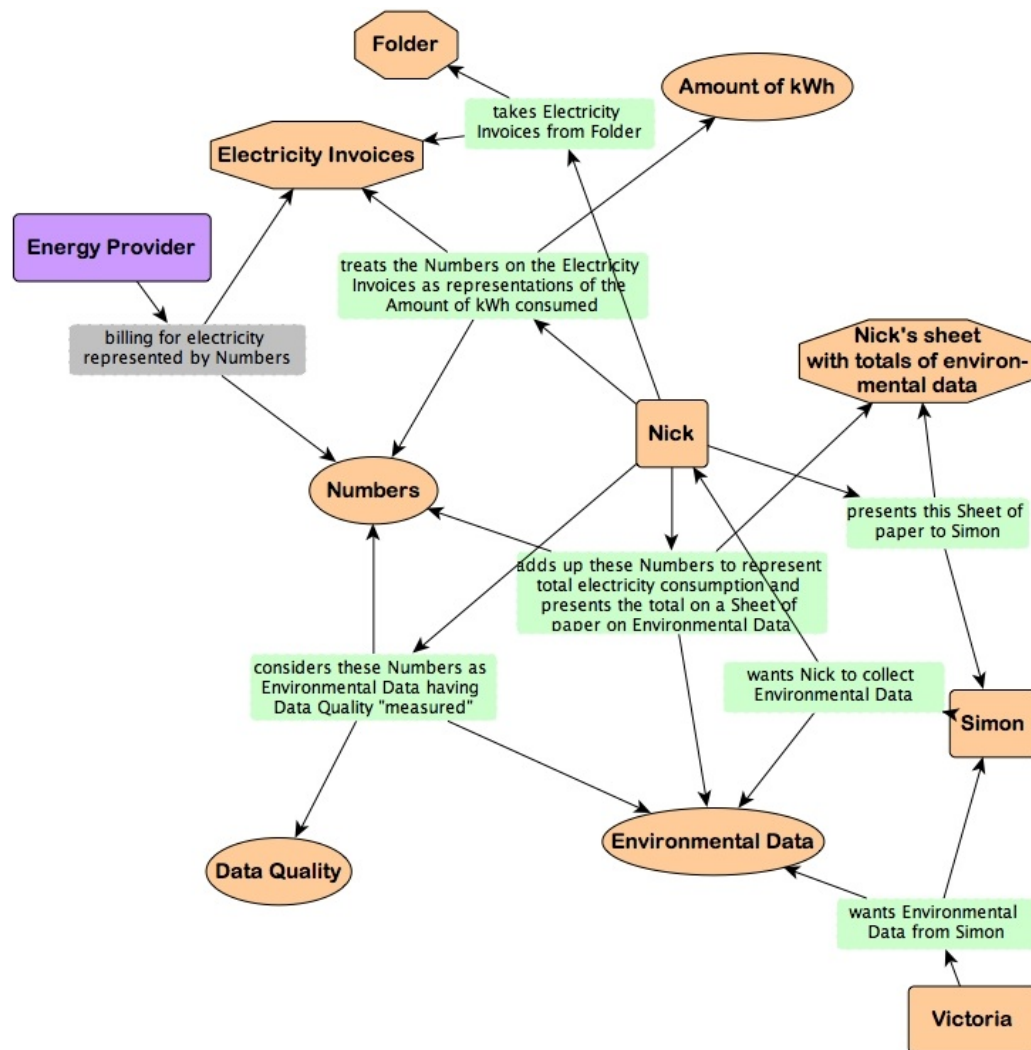 Folder
Amount of kWh
takes Electricity
Invoices from Folder
Electricity Invoices
Energy Provider
treats the Numbers on the Electricity
Invoices as representations of the
Amount of kWh consumed
billing for electricity
represented by Numbers
Nick's sheet
with totals of environ-
mental data
Nick
Numbers
presents this Sheet of
paper to Simon
adds up these Numbers to represent
total electricity consumption and
presents the total on a Sheet of
paper on Environmental Data
considers these Numbers as
Environmental Data having
Data Quality "measured"
wants Nick to collect
Environmental Data
Simon
Environmental Data
Data Quality
wants Environmental
Data from Simon
Victoria